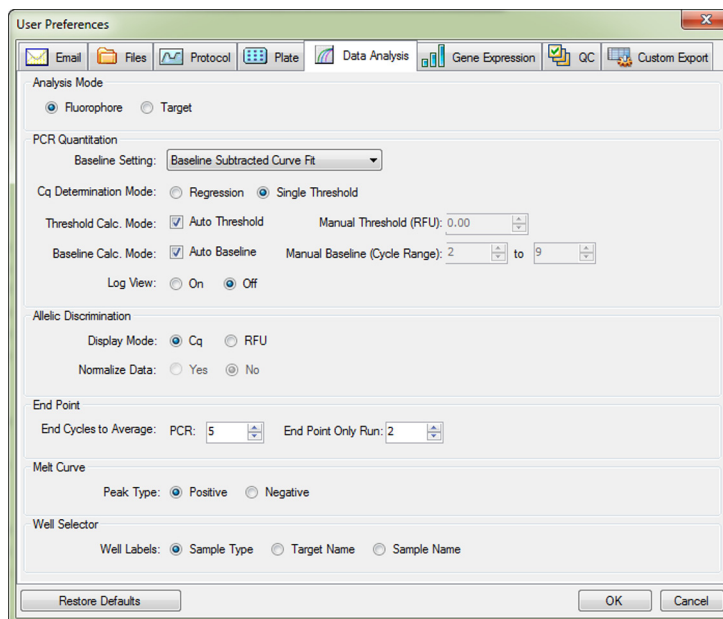 User Preferences
Email Files Protocol Plate Data Analysis Gene Expression QC Custom Export
Analysis Mode
Fluorophore Target
PCR Quantitation
Baseline Setting: Baseline Subtracted Curve Fit
Cq Determination Mode: Regression Single Threshold
Threshold Calc. Mode: Auto Threshold Manual Threshold (RFU): 0.00
Baseline Calc. Mode: Auto Baseline Manual Baseline (Cycle Range): 2 to 9
Log View: On Off
Allelic Discrimination
Display Mode: Cq RFU
Normalize Data: Yes No
End Point
End Cycles to Average: PCR: 5 End Point Only Run: 2
Melt Curve
Peak Type: Positive Negative
Well Selector
Well Labels: Sample Type Target Name Sample Name
Restore Defaults OK Cancel